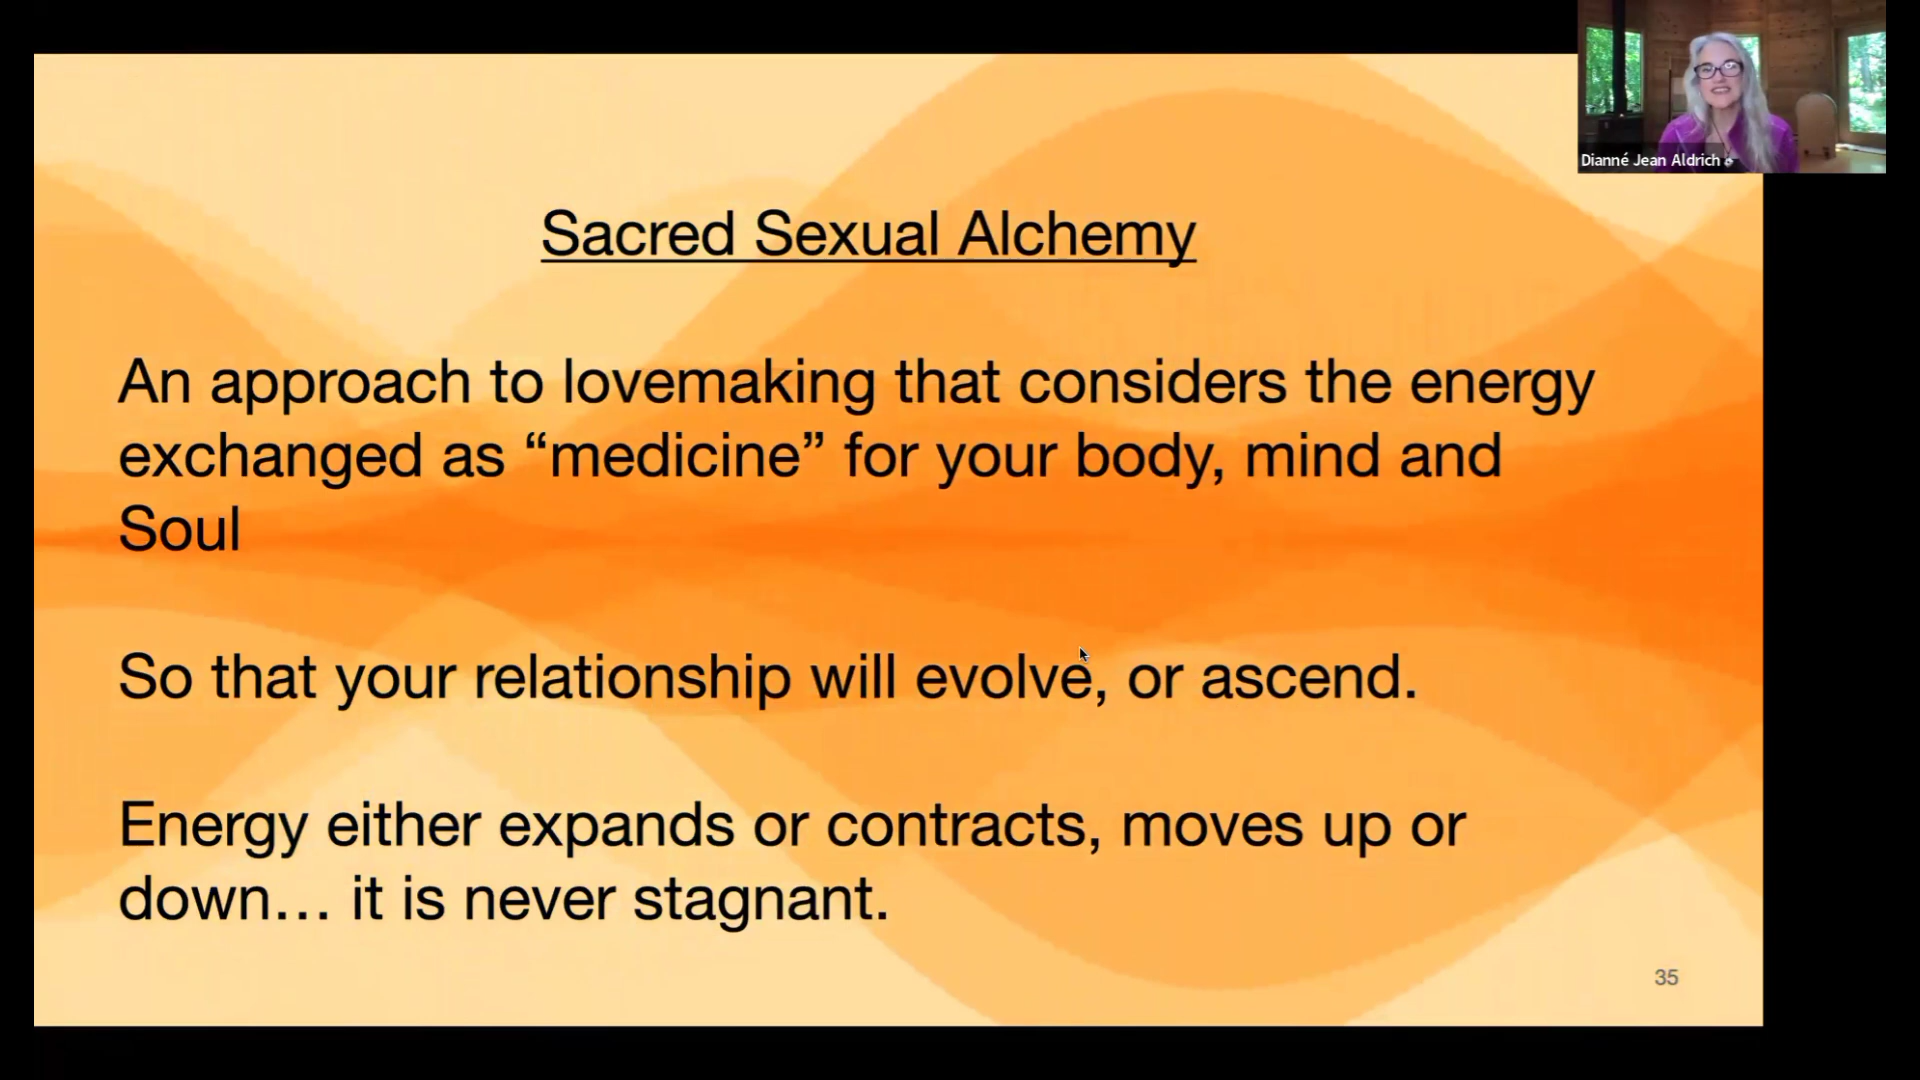 Dianné Jean Aldrich
Sacred Sexual Alchemy
An approach to lovemaking that considers the energy
exchanged as “medicine” for your body, mind and
Soul
So that your relationship will evolve, or ascend.
Energy either expands or contracts, moves up or
down… it is never stagnant.
35